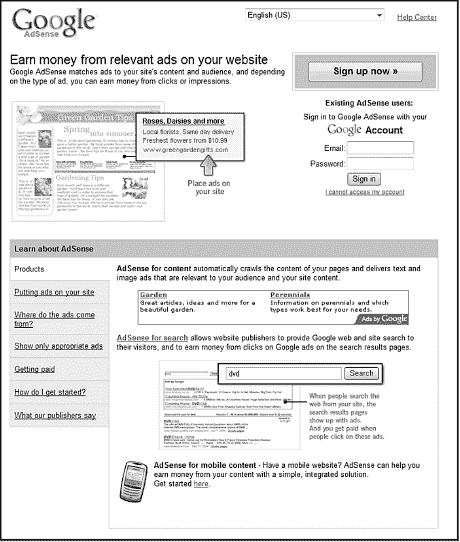 Google
AdSense
English (US)
Help Center
Earn money from relevant ads on your website
Google AdSense matches ads to your site's content and audience, and depending
on the type of ad, you can earn money from clicks or impressions.
Sign up now »
Existing AdSense users:
Sign in to Google AdSense with your
Google Account
Email:
Password:
Sign in
I cannot access my account
Green Garden Tips
Spring
into summer
Gardening Tips
Roses, Daisies and more
Local florists. Same day delivery
Freshest flowers from $10.99
www.greengardengifts.com
Place ads on
your site
Learn about AdSense
Products
Putting ads on your site
Where do the ads come
from?
Show only appropriate ads
Getting paid
How do I get started?
What our publishers say
AdSense for content automatically crawls the content of your pages and delivers text and
image ads that are relevant to your audience and your site content.
Garden
Great articles, ideas and more for a
beautiful garden.
Perennials
Information on perennials and which
types work best for your needs.
Ads by Google
AdSense for search allows website publishers to provide Google web and site search
to their visitors, and to earn money from clicks on Google ads on the search results pages.
dvd
Search
When people search the
web from your site, the
search results pages
show up with ads.
And you get paid when
people click on these ads.
AdSense for mobile content - Have a mobile website? AdSense can help you
earn money from your content with a simple, integrated solution.
Get started here.